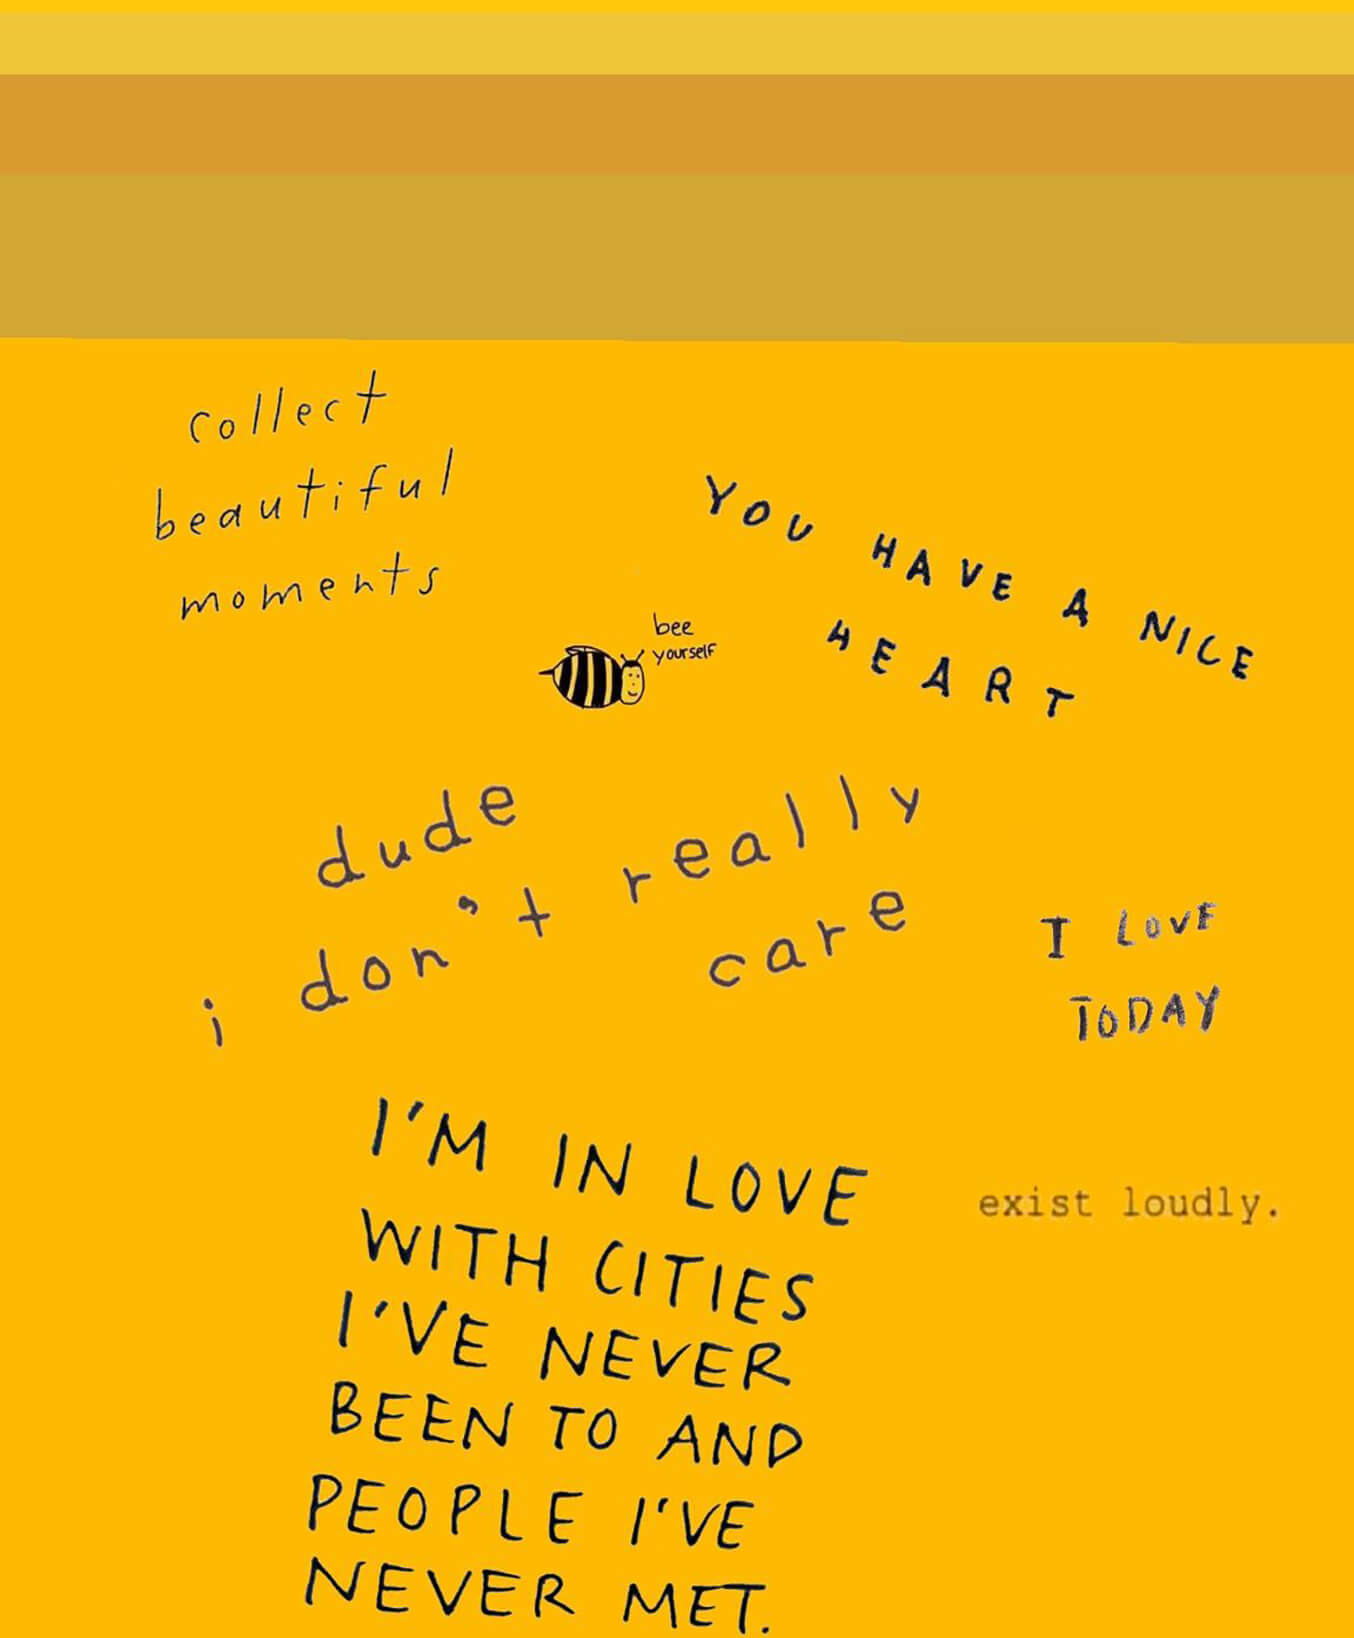 collect
beautiful
moments
YOU HAVE A NICE
HEART
bee
yourself
dude
i don't really
care
I LOVE
TODAY
I'M IN LOVE
WITH CITIES
I'VE NEVER
BEEN TO AND
PEOPLE I'VE
NEVER MET.
exist loudly.